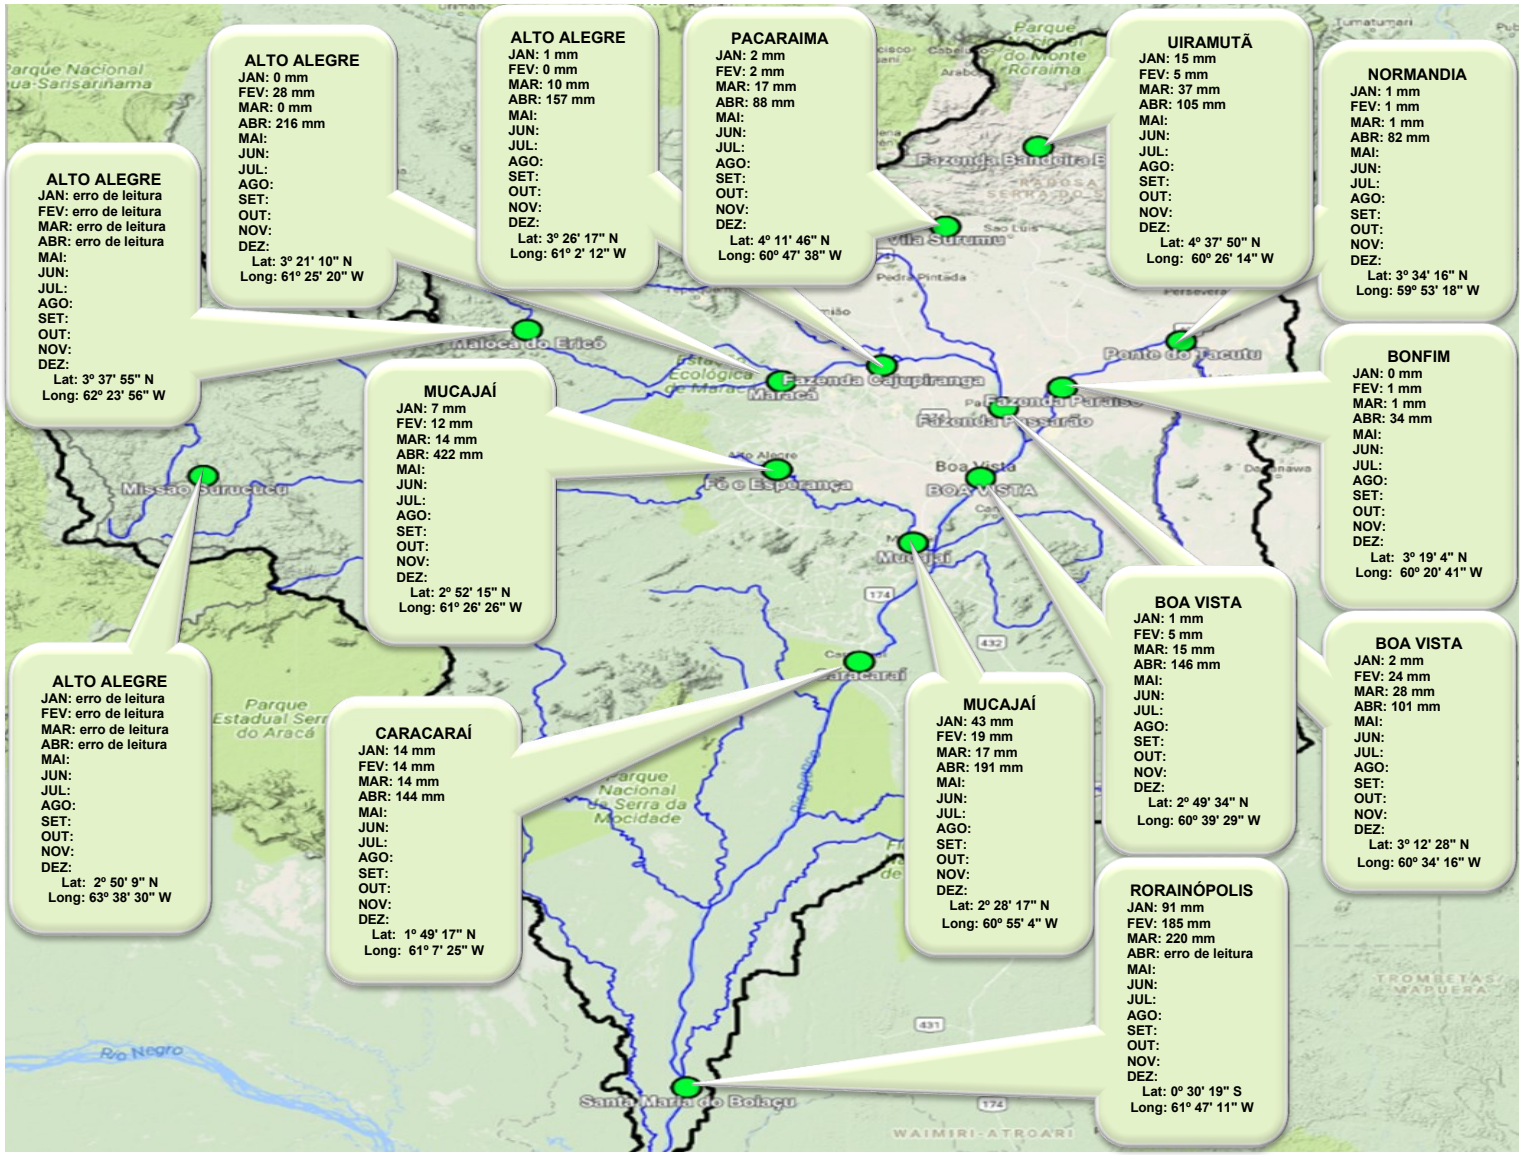 ALTO ALEGRE
JAN: erro de leitura
FEV: erro de leitura
MAR: erro de leitura
ABR: erro de leitura
MAI:
JUN:
JUL:
AGO:
SET:
OUT:
NOV:
DEZ:
Lat: 3º 37' 55" N
Long: 62º 23' 56" W
ALTO ALEGRE
JAN: 0 mm
FEV: 28 mm
MAR: 0 mm
ABR: 216 mm
MAI:
JUN:
JUL:
AGO:
SET:
OUT:
NOV:
DEZ:
Lat: 3º 21' 10" N
Long: 61º 25' 20" W
ALTO ALEGRE
JAN: 1 mm
FEV: 0 mm
MAR: 10 mm
ABR: 157 mm
MAI:
JUN:
JUL:
AGO:
SET:
OUT:
NOV:
DEZ:
Lat: 3º 26' 17" N
Long: 61º 2' 12" W
PACARAIMA
JAN: 2 mm
FEV: 2 mm
MAR: 17 mm
ABR: 88 mm
MAI:
JUN:
JUL:
AGO:
SET:
OUT:
NOV:
DEZ:
Lat: 4º 11' 46" N
Long: 60º 47' 38" W
UIRAMUTÃ
JAN: 15 mm
FEV: 5 mm
MAR: 37 mm
ABR: 105 mm
MAI:
JUN:
JUL:
AGO:
SET:
OUT:
NOV:
DEZ:
Lat: 4º 37' 50" N
Long: 60º 26' 14" W
NORMANDIA
JAN: 1 mm
FEV: 1 mm
MAR: 1 mm
ABR: 82 mm
MAI:
JUN:
JUL:
AGO:
SET:
OUT:
NOV:
DEZ:
Lat: 3º 34' 16" N
Long: 59º 53' 18" W
MUCAJAÍ
JAN: 7 mm
FEV: 12 mm
MAR: 14 mm
ABR: 422 mm
MAI:
JUN:
JUL:
AGO:
SET:
OUT:
NOV:
DEZ:
Lat: 2º 52' 15" N
Long: 61º 26' 26" W
BONFIM
JAN: 0 mm
FEV: 1 mm
MAR: 1 mm
ABR: 34 mm
MAI:
JUN:
JUL:
AGO:
SET:
OUT:
NOV:
DEZ:
Lat: 3º 19' 4" N
Long: 60º 20' 41" W
ALTO ALEGRE
JAN: erro de leitura
FEV: erro de leitura
MAR: erro de leitura
ABR: erro de leitura
MAI:
JUN:
JUL:
AGO:
SET:
OUT:
NOV:
DEZ:
Lat: 2º 50' 9" N
Long: 63º 38' 30" W
CARACARAÍ
JAN: 14 mm
FEV: 14 mm
MAR: 14 mm
ABR: 144 mm
MAI:
JUN:
JUL:
AGO:
SET:
OUT:
NOV:
DEZ:
Lat: 1º 49' 17" N
Long: 61º 7' 25" W
MUCAJAÍ
JAN: 43 mm
FEV: 19 mm
MAR: 17 mm
ABR: 191 mm
MAI:
JUN:
JUL:
AGO:
SET:
OUT:
NOV:
DEZ:
Lat: 2º 28' 17" N
Long: 60º 55' 4" W
BOA VISTA
JAN: 1 mm
FEV: 5 mm
MAR: 15 mm
ABR: 146 mm
MAI:
JUN:
JUL:
AGO:
SET:
OUT:
NOV:
DEZ:
Lat: 2º 49' 34" N
Long: 60º 39' 29" W
BOA VISTA
JAN: 2 mm
FEV: 24 mm
MAR: 28 mm
ABR: 101 mm
MAI:
JUN:
JUL:
AGO:
SET:
OUT:
NOV:
DEZ:
Lat: 3º 12' 28" N
Long: 60º 34' 16" W
RORAINÓPOLIS
JAN: 91 mm
FEV: 185 mm
MAR: 220 mm
ABR: erro de leitura
MAI:
JUN:
JUL:
AGO:
SET:
OUT:
NOV:
DEZ:
Lat: 0º 30' 19" S
Long: 61º 47' 11" W
Parque Nacional
Tumatumari
Parque
do Monte
Roraima
Fazenda Bandeira B
Vila Surumu
Sao Luis
Pedra Pintada
Maloca do Ericó
Ecológica
Maracá
Fazenda Cajupiranga
Ponte do Tacutu
Fazenda Paraíso
Fazenda Passarão
Alto Alegre
Fé e Esperança
Boa Vista
BOA VISTA
Missão Surucucu
Mucajaí
174
432
Caracaraí
Parque
Estadual Serra
do Aracá
Parque
Nacional
da Serra da
Mocidade
Rio Branco
Rio Negro
431
174
Santa Maria do Boiaçu
TROMBETAS/
MAPUERA
WAIMIRI-ATROARI